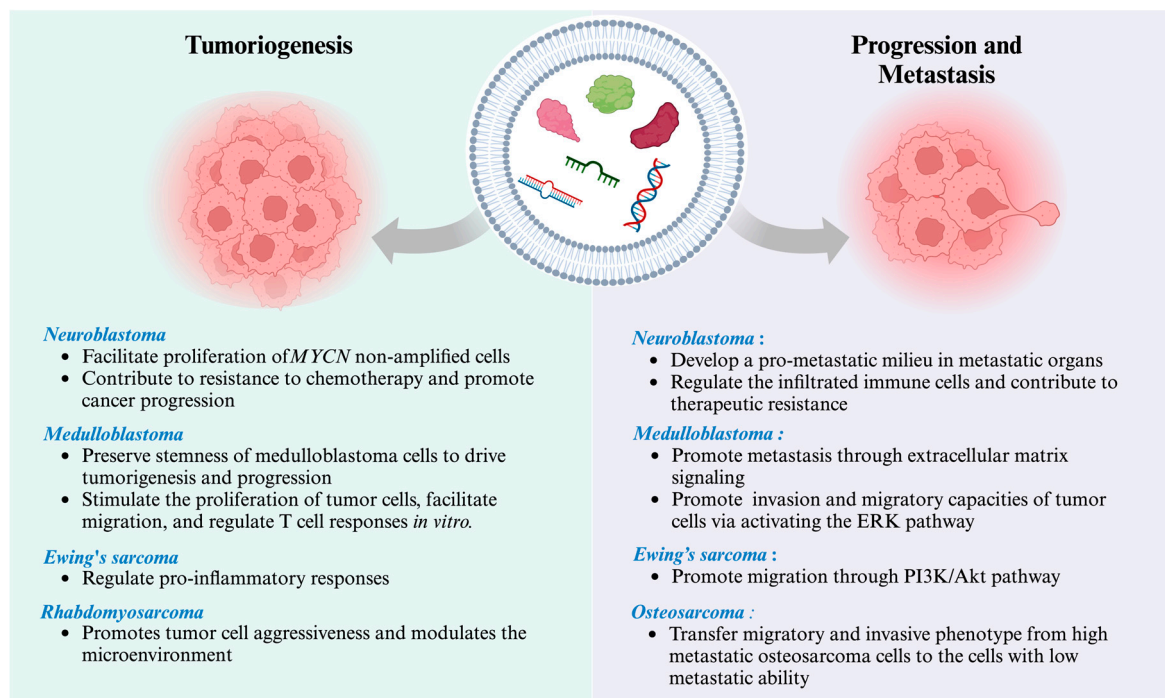 Tumoriogenesis
Neuroblastoma
• Facilitate proliferation of MYCN non-amplified cells
• Contribute to resistance to chemotherapy and promote
cancer progression
Medulloblastoma
• Preserve stemness of medulloblastoma cells to drive
tumorigenesis and progression
• Stimulate the proliferation of tumor cells, facilitate
migration, and regulate T cell responses in vitro.
Ewing's sarcoma
• Regulate pro-inflammatory responses
Rhabdomyosarcoma
• Promotes tumor cell aggressiveness and modulates the
microenvironment
Progression and
Metastasis
Neuroblastoma :
• Develop a pro-metastatic milieu in metastatic organs
• Regulate the infiltrated immune cells and contribute to
therapeutic resistance
Medulloblastoma :
• Promote metastasis through extracellular matrix
signaling
• Promote invasion and migratory capacities of tumor
cells via activating the ERK pathway
Ewing’s sarcoma :
• Promote migration through PI3K/Akt pathway
Osteosarcoma :
• Transfer migratory and invasive phenotype from high
metastatic osteosarcoma cells to the cells with low
metastatic ability